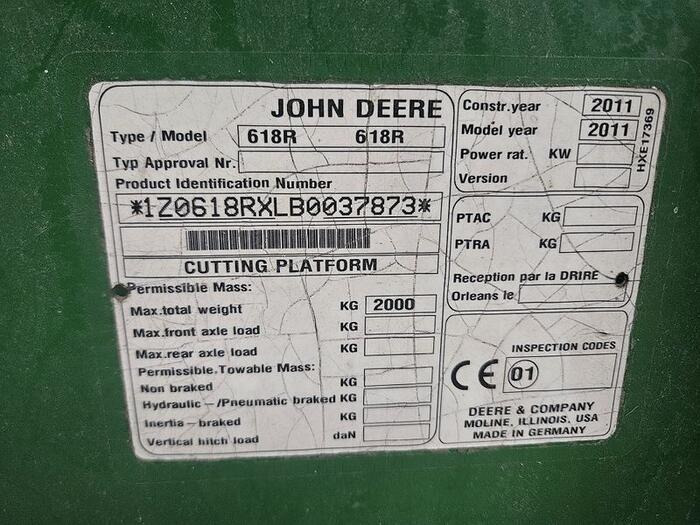 JOHN DEERE
Type / Model 618R 618R
Typ Approval Nr.
Product Identification Number
*1Z0618RXLB0037873*
CUTTING PLATFORM
Permissible Mass:
Max.total weight KG 2000
Max.front axle load KG
Max.rear axle load KG
Permissible.Towable Mass:
Non braked KG
Hydraulic -/Pneumatic braked KG
Inertia - braked KG
Vertical hitch load daN
Constr.year 2011
Model year 2011
Power rat. KW
Version
HXE17369
PTAC KG
PTRA KG
Reception par la DRIRE
Orleans le
INSPECTION CODES
CE 01
DEERE & COMPANY
MOLINE, ILLINOIS, USA
MADE IN GERMANY